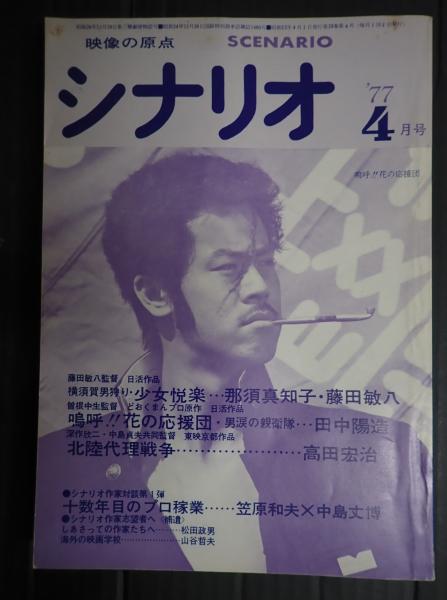 映像の原点 SCENARIO
シナリオ
'77
4月号
嗚呼!!花の応援団
藤田敏八監督 日活作品
横須賀男狩り・少女悦楽…那須真知子・藤田敏八
曽根中生監督 どおくまんプロ原作 日活作品
嗚呼!!花の応援団・男涙の親衛隊…田中陽造
深作欣二・中島貞夫共同監督 東映京都作品
北陸代理戦争……………………高田宏治
●シナリオ作家対談第1弾
十数年目のプロ稼業……笠原和夫×中島丈博
●シナリオ作家志望者へ〈補遺〉
しあさっての作家たちへ………松田政男
海外の映画学校…………………山谷哲夫